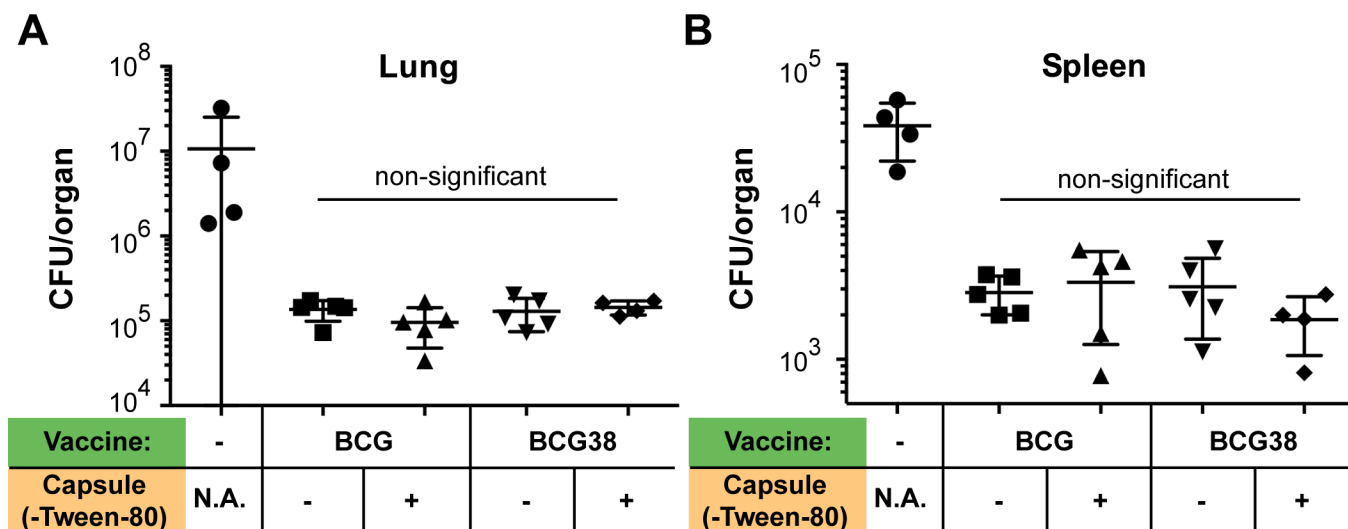 A
Lung
CFU/organ
10^8
10^7
10^6
10^5
10^4
non-significant
Vaccine: - BCG BCG38
Capsule (-Tween-80) N.A. - + - +
B
Spleen
CFU/organ
10^5
10^4
10^3
non-significant
Vaccine: - BCG BCG38
Capsule (-Tween-80) N.A. - + - +